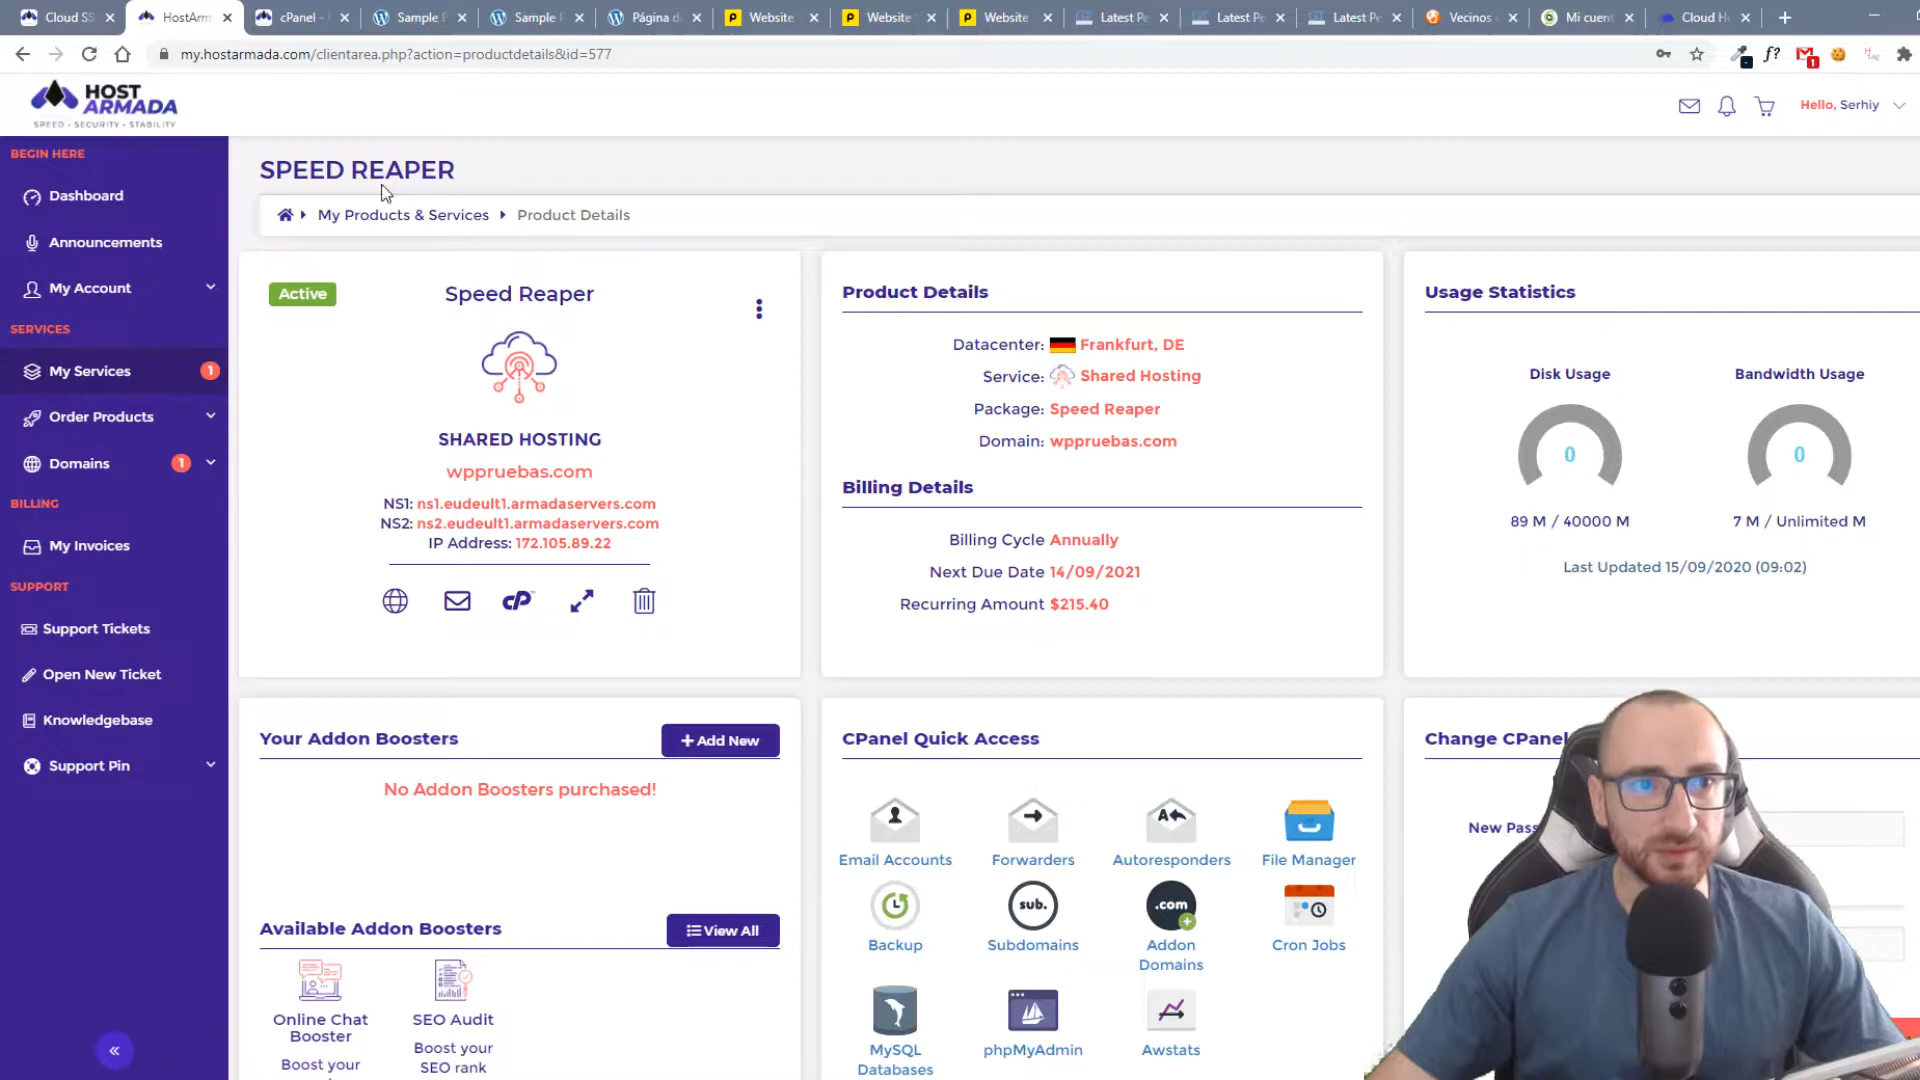 Cloud S
HostArm
cPanel -
Sample
Sample
Página d
Website
Website
Website
Latest Pe
Latest Pe
Latest Pe
Vecinos
Mi cuen
Cloud H
my.hostarmada.com/clientarea.php?action=productdetails&id=577
f?
1
HOST
ARMADA
SPEED - SECURITY - STABILITY
Hello, Serhiy
BEGIN HERE
Dashboard
Announcements
My Account
SERVICES
My Services 1
Order Products
Domains 1
BILLING
My Invoices
SUPPORT
Support Tickets
Open New Ticket
Knowledgebase
Support Pin
«
SPEED REAPER
My Products & Services
Product Details
Active
Speed Reaper
SHARED HOSTING
wppruebas.com
NS1: ns1.eudeult1.armadaservers.com
NS2: ns2.eudeult1.armadaservers.com
IP Address: 172.105.89.22
cP
Product Details
Datacenter: Frankfurt, DE
Service: Shared Hosting
Package: Speed Reaper
Domain: wppruebas.com
Billing Details
Billing Cycle Annually
Next Due Date 14/09/2021
Recurring Amount $215.40
Usage Statistics
Disk Usage
Bandwidth Usage
0
0
89 M / 40000 M
7 M / Unlimited M
Last Updated 15/09/2020 (09:02)
Your Addon Boosters
+ Add New
No Addon Boosters purchased!
Available Addon Boosters
View All
Online Chat
Booster
Boost your
SEO Audit
Boost your
SEO rank
CPanel Quick Access
Email Accounts
Forwarders
Autoresponders
File Manager
Backup
sub.
Subdomains
.com
Addon
Domains
Cron Jobs
MySQL
Databases
phpMyAdmin
Awstats
Change CPanel
New Pass